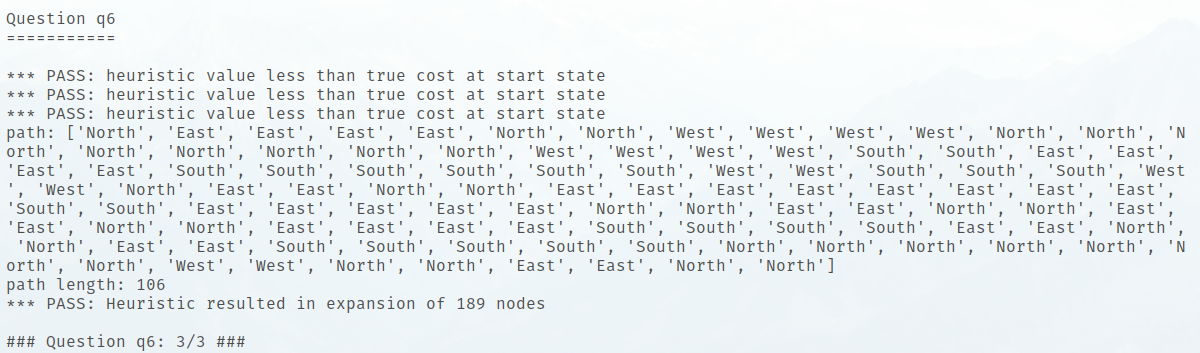 Question q6
===========
*** PASS: heuristic value less than true cost at start state
*** PASS: heuristic value less than true cost at start state
*** PASS: heuristic value less than true cost at start state
path: ['North', 'East', 'East', 'East', 'East', 'North', 'North', 'West', 'West', 'West', 'West', 'North', 'North', 'N
orth', 'North', 'North', 'North', 'North', 'North', 'West', 'West', 'West', 'West', 'South', 'South', 'East', 'East',
'East', 'East', 'South', 'South', 'South', 'South', 'South', 'South', 'West', 'West', 'South', 'South', 'South', 'West
', 'West', 'North', 'East', 'East', 'North', 'North', 'East', 'East', 'East', 'East', 'East', 'East', 'East', 'East',
'South', 'South', 'East', 'East', 'East', 'East', 'East', 'North', 'North', 'East', 'East', 'North', 'North', 'East',
'East', 'North', 'North', 'East', 'East', 'East', 'East', 'South', 'South', 'South', 'South', 'East', 'East', 'North',
 'North', 'East', 'East', 'South', 'South', 'South', 'South', 'South', 'North', 'North', 'North', 'North', 'North', 'N
orth', 'North', 'West', 'West', 'North', 'North', 'East', 'East', 'North', 'North']
path length: 106
*** PASS: Heuristic resulted in expansion of 189 nodes
### Question q6: 3/3 ###